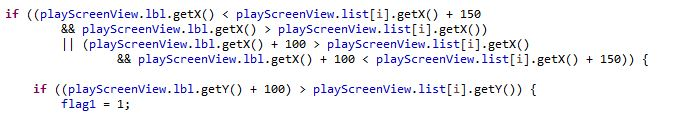 if ((playScreenView.lbl.getX() < playScreenView.list[i].getX() + 150
&& playScreenView.lbl.getX() > playScreenView.list[i].getX())
|| (playScreenView.lbl.getX() + 100 > playScreenView.list[i].getX()
&& playScreenView.lbl.getX() + 100 < playScreenView.list[i].getX() + 150)) {
if ((playScreenView.lbl.getY() + 100) > playScreenView.list[i].getY()) {
flag1 = 1;